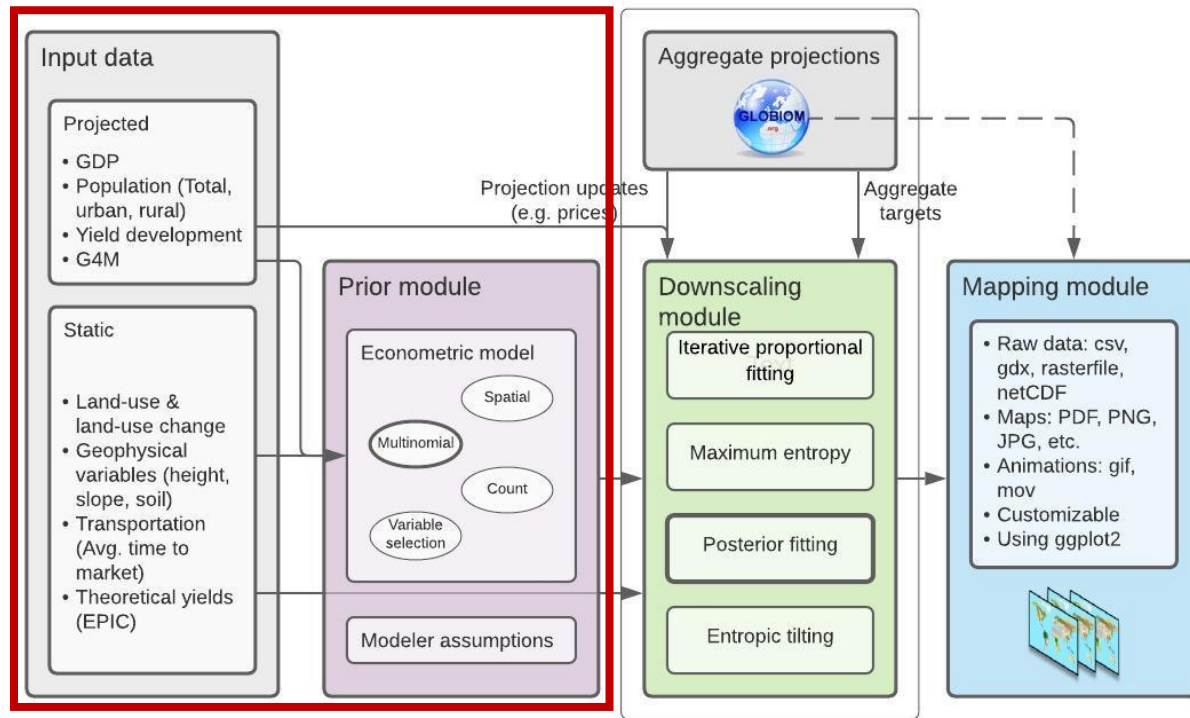 Input data
Projected
• GDP
• Population (Total,
urban, rural)
• Yield development
• G4M
Static
• Land-use &
land-use change
• Geophysical
variables (height,
slope, soil)
• Transportation
(Avg. time to
market)
• Theoretical yields
(EPIC)
Prior module
Econometric model
Spatial
Multinomial
Count
Variable
selection
Modeler assumptions
Aggregate projections
GLOBIOM
.org
Projection updates
(e.g. prices)
Aggregate
targets
Downscaling
module
Iterative proportional
fitting
Maximum entropy
Posterior fitting
Entropic tilting
Mapping module
• Raw data: csv,
gdx, rasterfile,
netCDF
• Maps: PDF, PNG,
JPG, etc.
• Animations: gif,
mov
• Customizable
• Using ggplot2